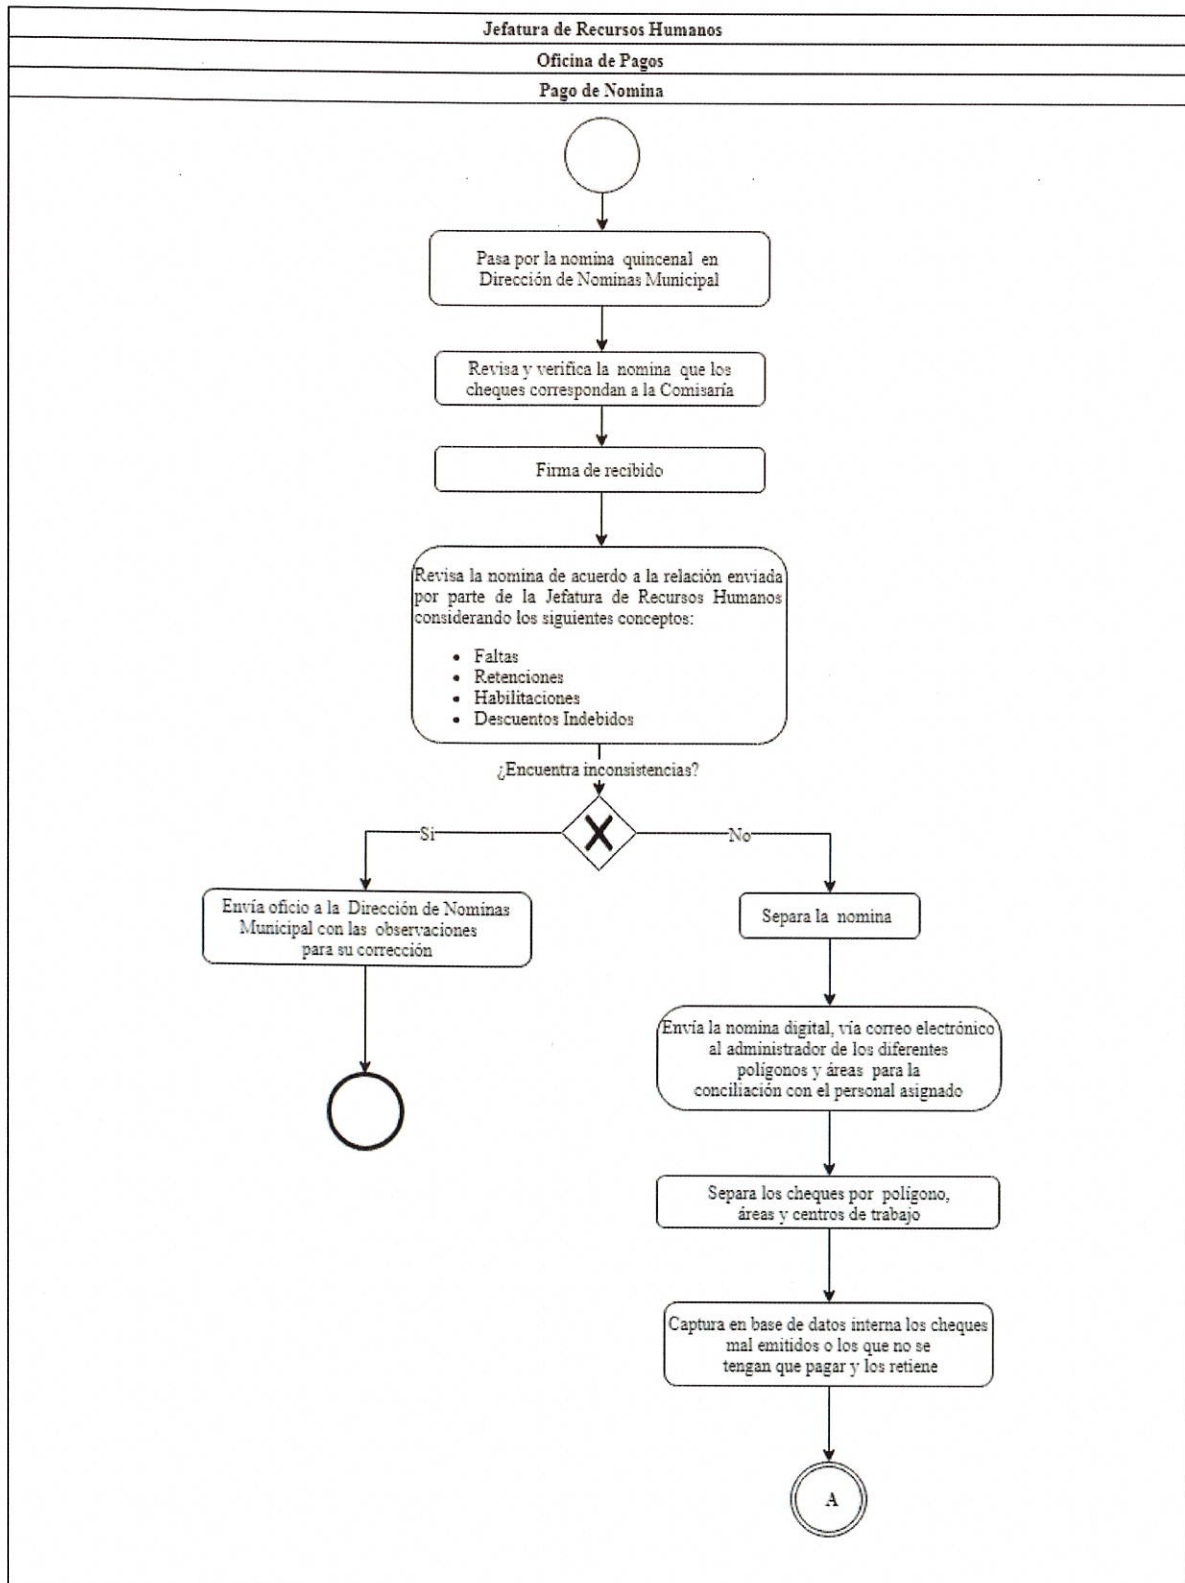 Jefatura de Recursos Humanos
Oficina de Pagos
Pago de Nomina
Pasa por la nomina quincenal en
Dirección de Nominas Municipal
Revisa y verifica la nomina que los
cheques correspondan a la Comisaría
Firma de recibido
Revisa la nomina de acuerdo a la relación enviada
por parte de la Jefatura de Recursos Humanos
considerando los siguientes conceptos:
• Faltas
• Retenciones
• Habilitaciones
• Descuentos Indebidos
¿Encuentra inconsistencias?
Si
No
Envía oficio a la Dirección de Nominas
Municipal con las observaciones
para su corrección
Separa la nomina
Envía la nomina digital, vía correo electrónico
al administrador de los diferentes
polígonos y áreas para la
conciliación con el personal asignado
Separa los cheques por polígono,
áreas y centros de trabajo
Captura en base de datos interna los cheques
mal emitidos o los que no se
tengan que pagar y los retiene
A